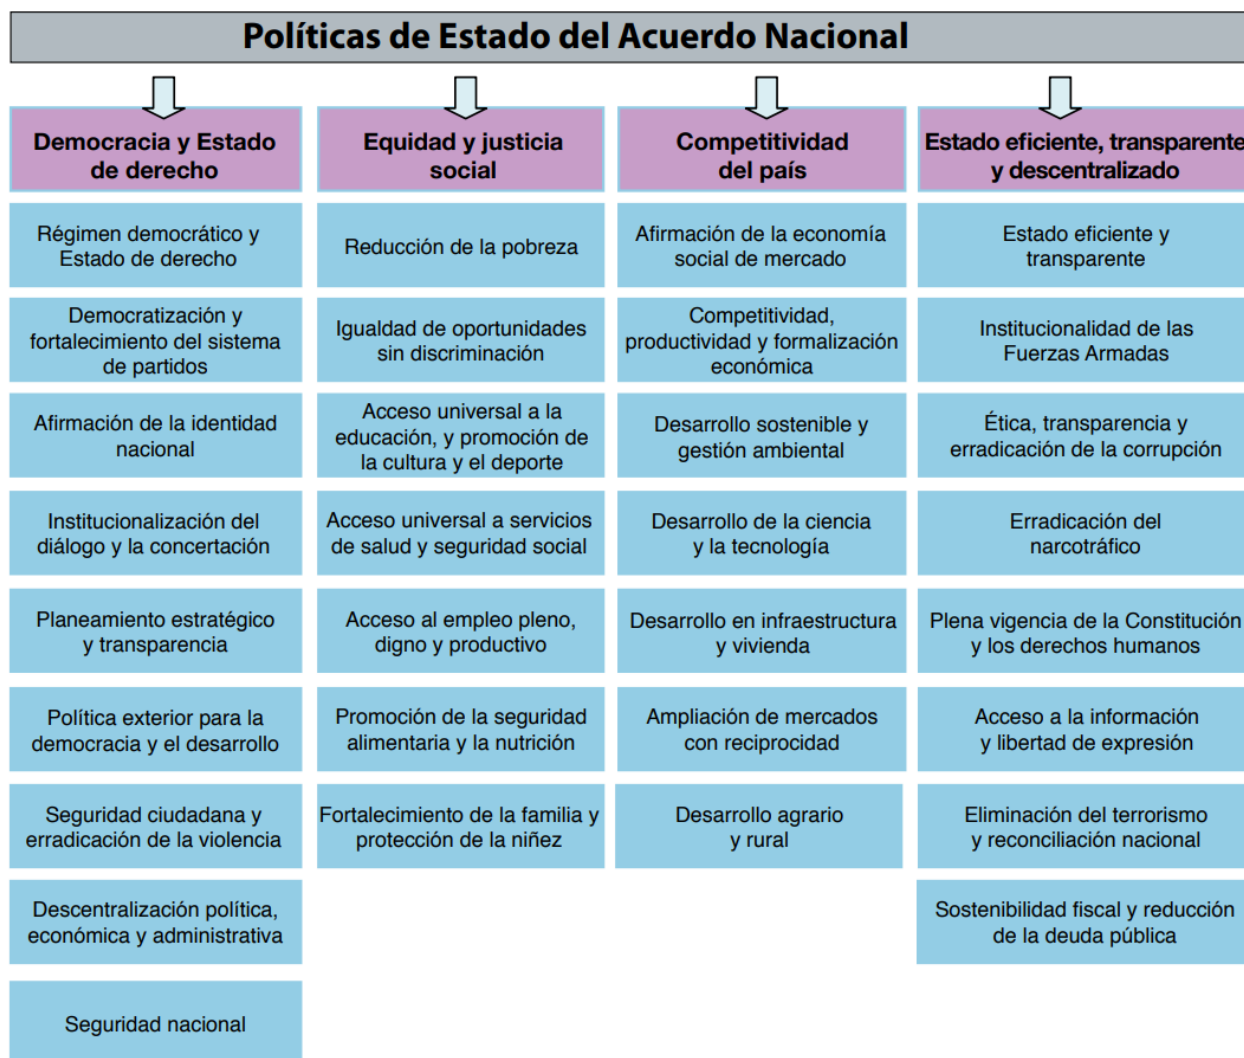 Políticas de Estado del Acuerdo Nacional
Democracia y Estado
de derecho
Régimen democrático y
Estado de derecho
Democratización y
fortalecimiento del sistema
de partidos
Afirmación de la identidad
nacional
Institucionalización del
diálogo y la concertación
Planeamiento estratégico
y transparencia
Política exterior para la
democracia y el desarrollo
Seguridad ciudadana y
erradicación de la violencia
Descentralización política,
económica y administrativa
Seguridad nacional
Equidad y justicia
social
Reducción de la pobreza
Igualdad de oportunidades
sin discriminación
Acceso universal a la
educación, y promoción de
la cultura y el deporte
Acceso universal a servicios
de salud y seguridad social
Acceso al empleo pleno,
digno y productivo
Promoción de la seguridad
alimentaria y la nutrición
Fortalecimiento de la familia y
protección de la niñez
Competitividad
del país
Afirmación de la economía
social de mercado
Competitividad,
productividad y formalización
económica
Desarrollo sostenible y
gestión ambiental
Desarrollo de la ciencia
y la tecnología
Desarrollo en infraestructura
y vivienda
Ampliación de mercados
con reciprocidad
Desarrollo agrario
y rural
Estado eficiente, transparente
y descentralizado
Estado eficiente y
transparente
Institucionalidad de las
Fuerzas Armadas
Ética, transparencia y
erradicación de la corrupción
Erradicación del
narcotráfico
Plena vigencia de la Constitución
y los derechos humanos
Acceso a la información
y libertad de expresión
Eliminación del terrorismo
y reconciliación nacional
Sostenibilidad fiscal y reducción
de la deuda pública